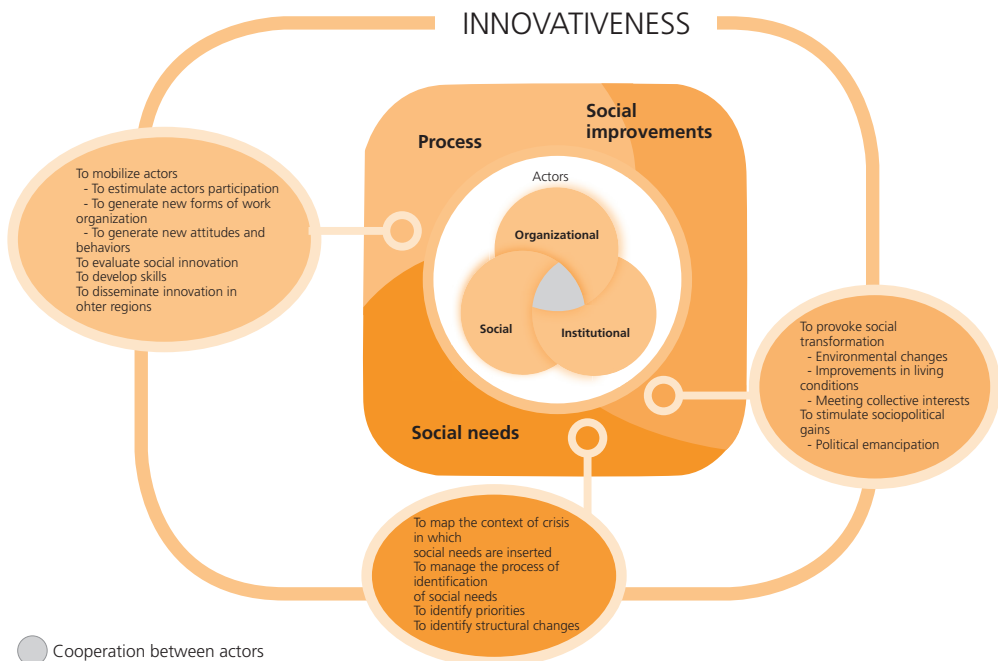 INNOVATIVENESS
Social
improvements
Process
Actors
Organizational
Social
Institutional
Social needs
To mobilize actors
- To estimulate actors participation
- To generate new forms of work
organization
- To generate new attitudes and
behaviors
To evaluate social innovation
To develop skills
To disseminate innovation in
ohter regions
To provoke social
transformation
- Environmental changes
- Improvements in living
conditions
- Meeting collective interests
To stimulate sociopolitical
gains
- Political emancipation
To map the context of crisis
in which
social needs are inserted
To manage the process of
identification
of social needs
To identify priorities
To identify structural changes
Cooperation between actors